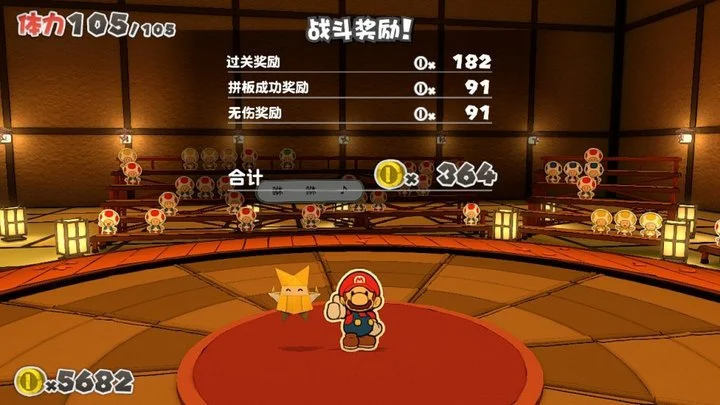 体力105/105
战斗奖励!
过关奖励 ×182
拼板成功奖励 ×91
无伤奖励 ×91
合计 ×364
×5682